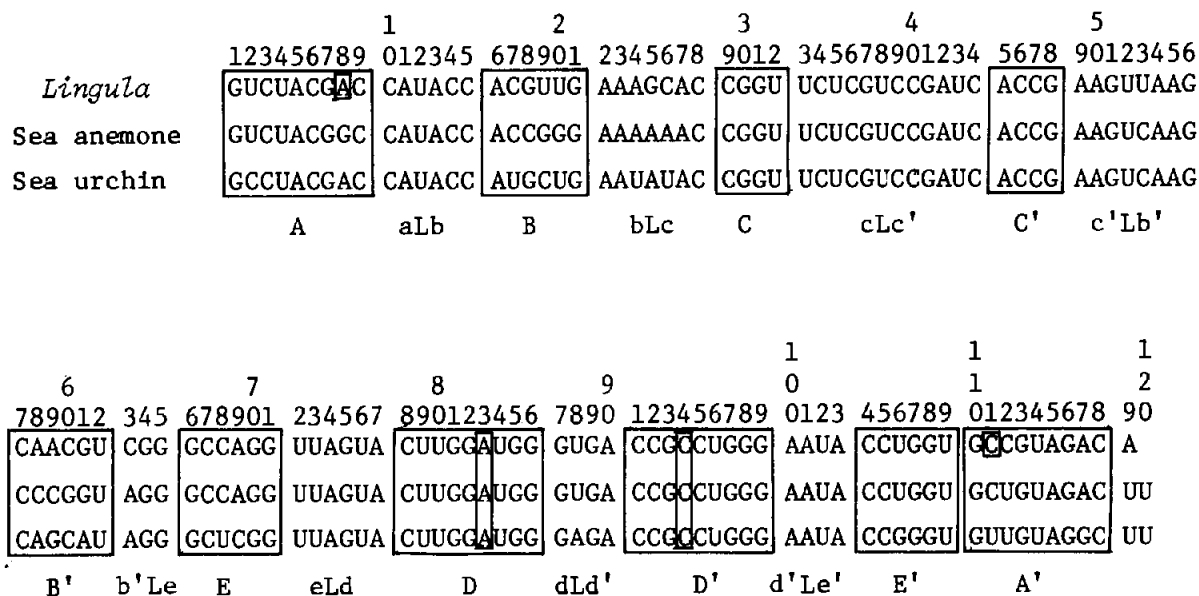 1 2 3 4 5
123456789 012345 678901 2345678 9012 345678901234 5678 90123456
Lingula GUCUACGAC CAUACC ACGUUG AAAGCAC CGGU UCUCGUCCGAUC ACCG AAGUUAAG
Sea anemone GUCUACGGC CAUACC ACCGGG AAAAAAC CGGU UCUCGUCCGAUC ACCG AAGUCAAG
Sea urchin GCCUACGAC CAUACC AUGCUG AAUAUAC CGGU UCUCGUCCGAUC ACCG AAGUCAAG
A aLb B bLc C cLc' C' c'Lb'
1 1 1
6 7 8 9 0 1 2
789012 345 678901 234567 890123456 7890 123456789 0123 456789 012345678 90
CAACGU CGG GCCAGG UUAGUA CUUGGAUGG GUGA CCGCCUGGG AAUA CCUGGU GCCGUAGAC A
CCCGGU AGG GCCAGG UUAGUA CUUGGAUGG GUGA CCGCCUGGG AAUA CCUGGU GCUGUAGAC UU
CAGCAU AGG GCUCGG UUAGUA CUUGGAUGG GAGA CCGCCUGGG AAUA CCGGGU GUUGUAGGC UU
B' b'Le E eLd D dLd' D' d'Le' E' A'